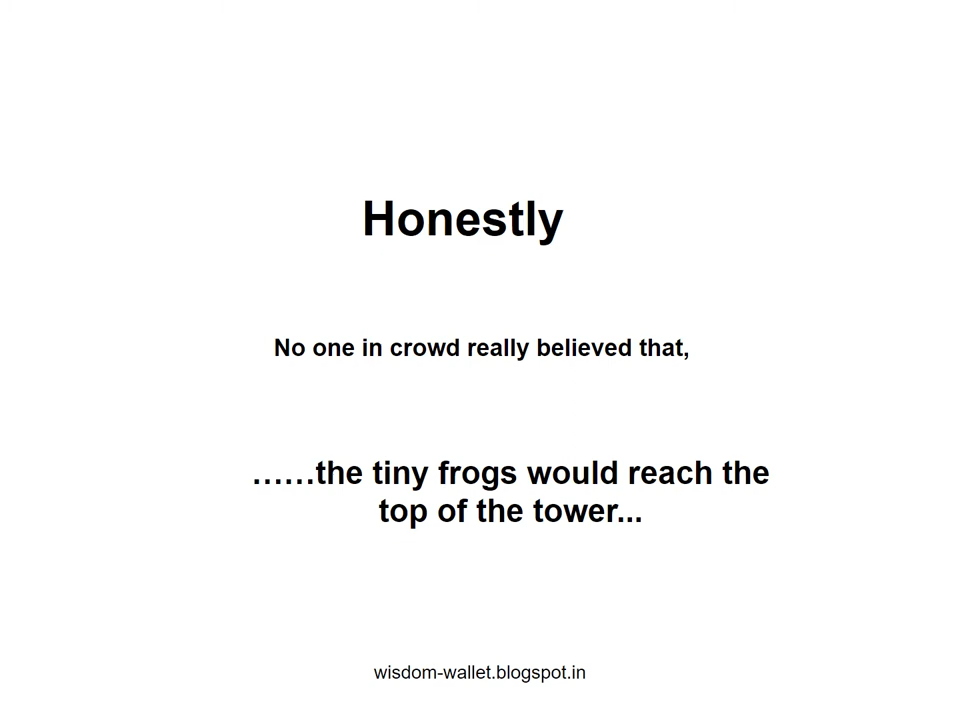 Honestly
No one in crowd really believed that,
……the tiny frogs would reach the
top of the tower...
wisdom-wallet.blogspot.in